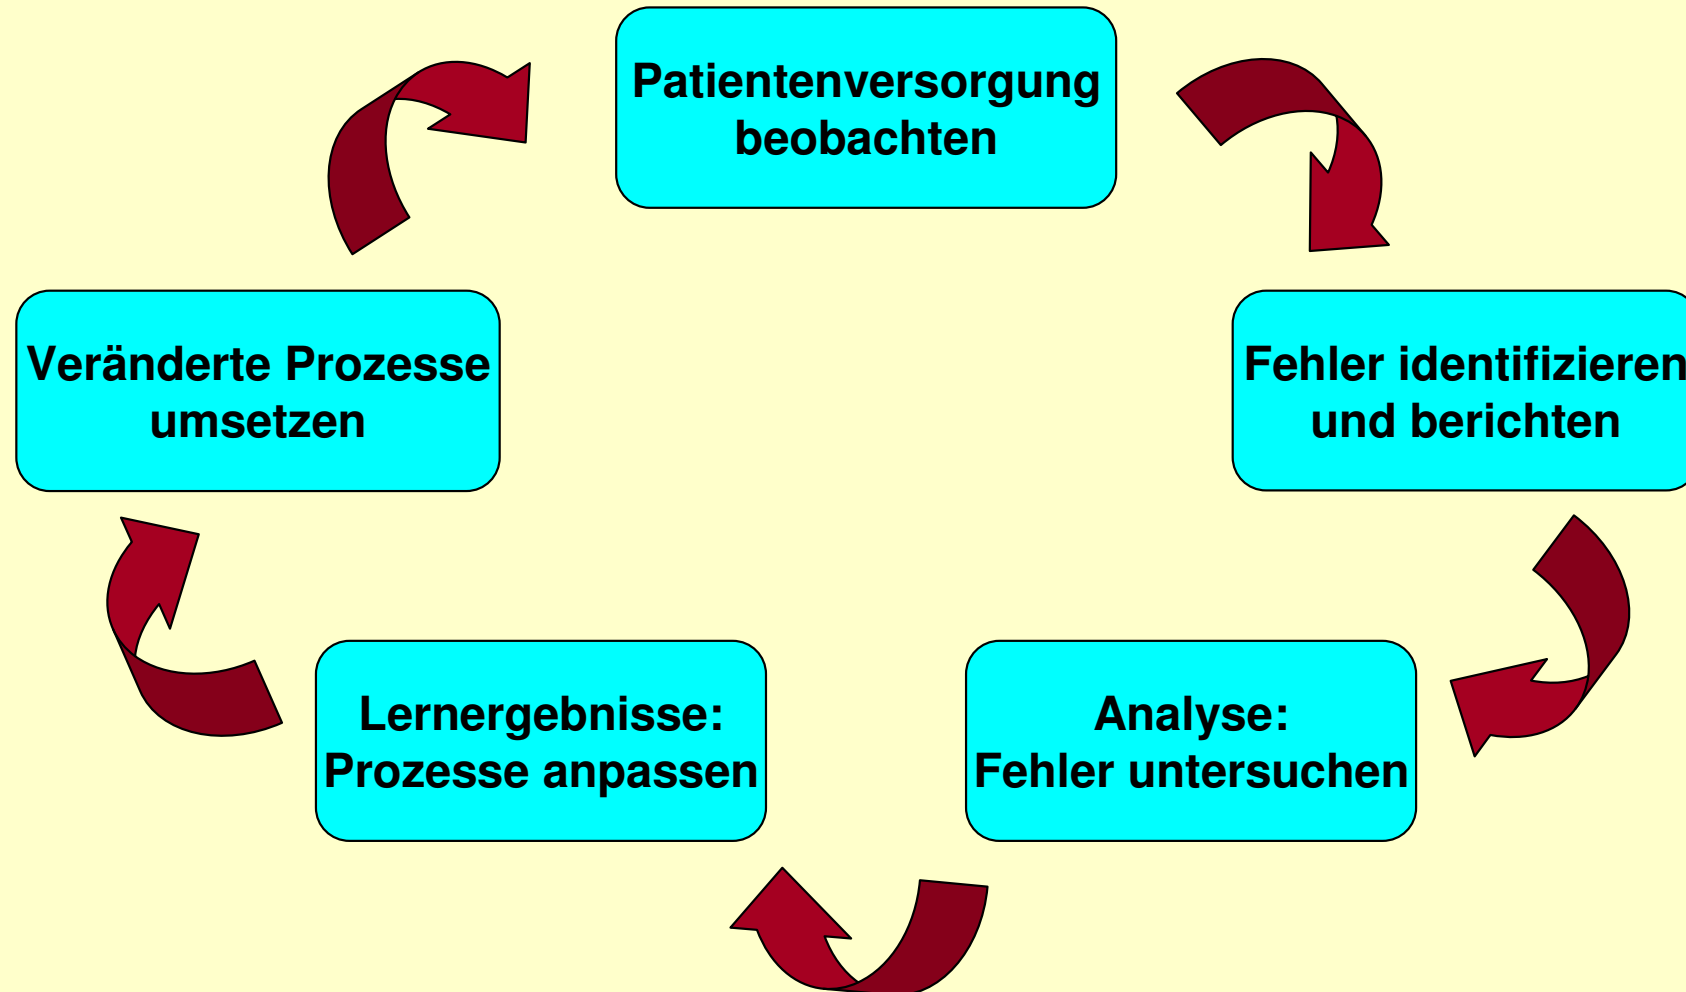 Patientenversorgung
beobachten
Veränderte Prozesse
umsetzen
Fehler identifizieren
und berichten
Lernergebnisse:
Prozesse anpassen
Analyse:
Fehler untersuchen